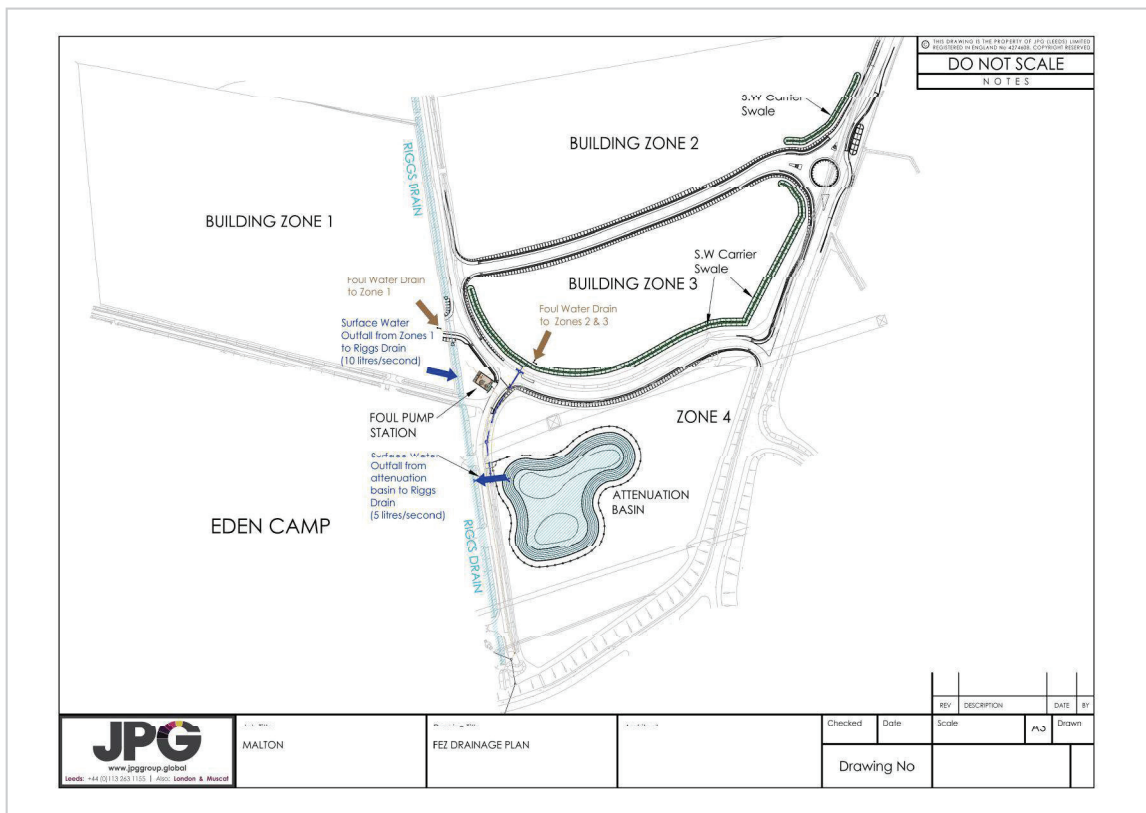 © THIS DRAWING IS THE PROPERTY OF JPG (LEEDS) LIMITED
REGISTERED IN ENGLAND No 4274608, COPYRIGHT RESERVED
DO NOT SCALE
NOTES
S.W Carrier
Swale
BUILDING ZONE 2
RIGGS DRAIN
BUILDING ZONE 1
S.W Carrier
Swale
BUILDING ZONE 3
Foul Water Drain
to Zone 1
Foul Water Drain
to Zones 2 & 3
Surface Water
Outfall from Zones 1
to Riggs Drain
(10 litres/second)
FOUL PUMP
STATION
ZONE 4
Surface Water
Outfall from
attenuation
basin to Riggs
Drain
(5 litres/second)
ATTENUATION
BASIN
EDEN CAMP
RIGGS DRAIN
REV DESCRIPTION DATE BY
JPG
www.jpggroup.global
Leeds: +44 (0)113 263 1155 | Also: London & Muscat
MALTON
FEZ DRAINAGE PLAN
Checked Date
Scale A3 Drawn
Drawing No